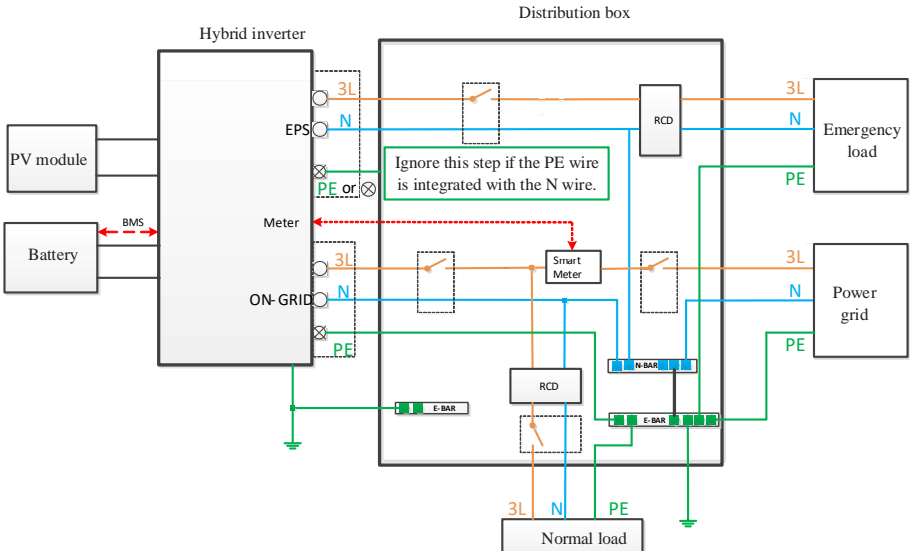 Distribution box
Hybrid inverter
3L
3L
RCD
EPS
N
N
Emergency
load
PV module
Ignore this step if the PE wire
is integrated with the N wire.
PE
PE or
BMS
Meter
Battery
3L
Smart
Meter
3L
ON-GRID
N
N
Power
grid
PE
PE
N-BAR
RCD
E-BAR
E-BAR
3L
N
PE
Normal load